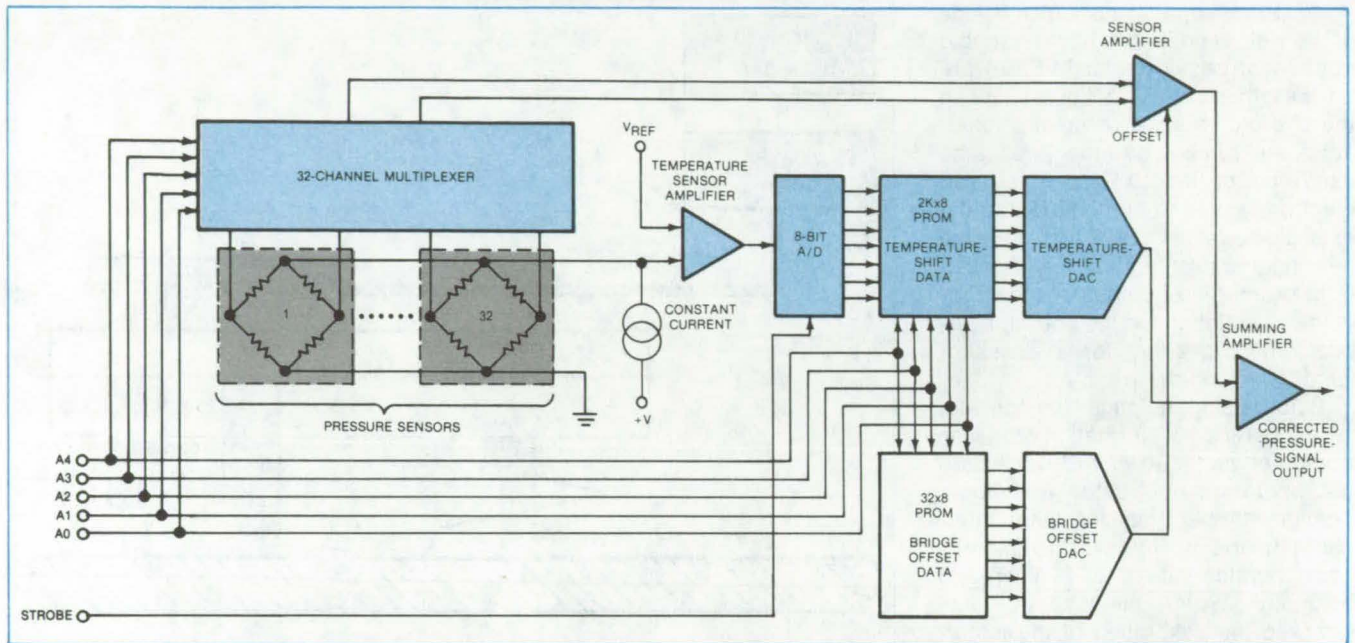 SENSOR
AMPLIFIER
OFFSET
32-CHANNEL MULTIPLEXER
VREF
TEMPERATURE
SENSOR
AMPLIFIER
8-BIT
A/D
2Kx8
PROM
TEMPERATURE-
SHIFT
DATA
TEMPERATURE-
SHIFT
DAC
1
32
CONSTANT
CURRENT
+V
PRESSURE SENSORS
SUMMING
AMPLIFIER
CORRECTED
PRESSURE-
SIGNAL
OUTPUT
A4
A3
A2
A1
A0
32x8
PROM
BRIDGE
OFFSET
DATA
BRIDGE
OFFSET
DAC
STROBE